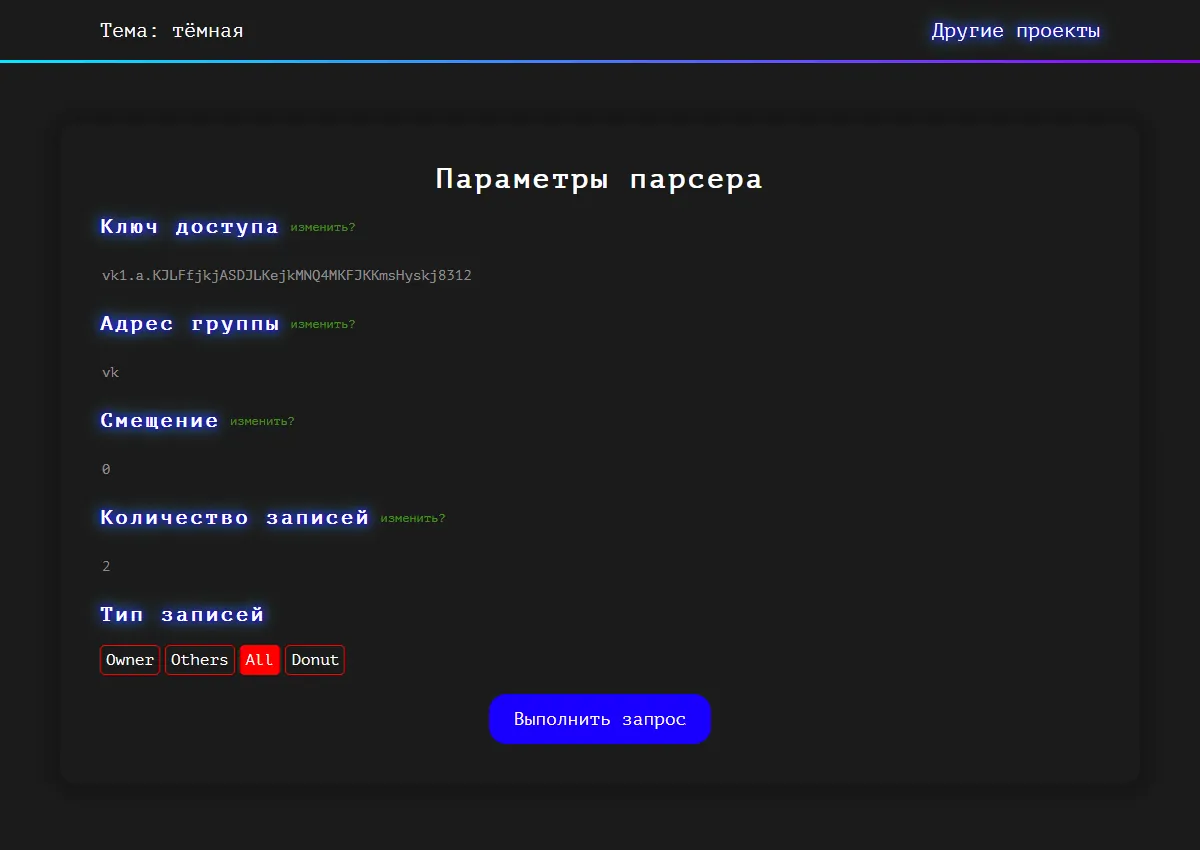 Тема: тёмная
Другие проекты
Параметры парсера
Ключ доступа изменить?
vk1.a.KJLFfjkjASDJLKejkMNQ4MKFJKKmsHyskj8312
Адрес группы изменить?
vk
Смещение изменить?
0
Количество записей изменить?
2
Тип записей
Owner Others All Donut
Выполнить запрос